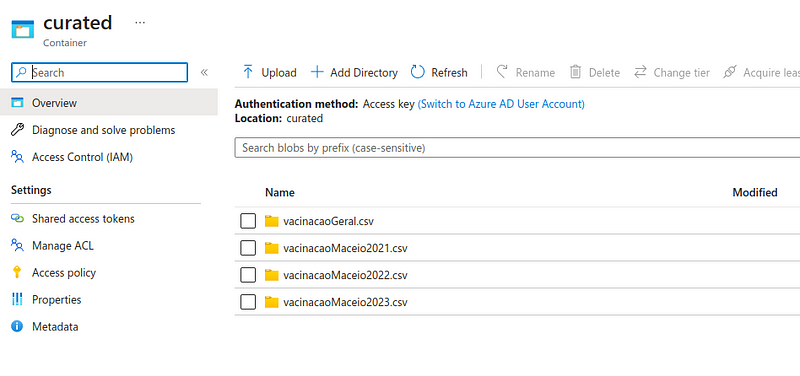 curated ...
Container
Search «
Overview
Diagnose and solve problems
Access Control (IAM)
Settings
Shared access tokens
Manage ACL
Access policy
Properties
Metadata
Upload Add Directory Refresh Rename Delete Change tier Acquire leas
Authentication method: Access key (Switch to Azure AD User Account)
Location: curated
Search blobs by prefix (case-sensitive)
Name Modified
vacinacaoGeral.csv
vacinacaoMaceio2021.csv
vacinacaoMaceio2022.csv
vacinacaoMaceio2023.csv